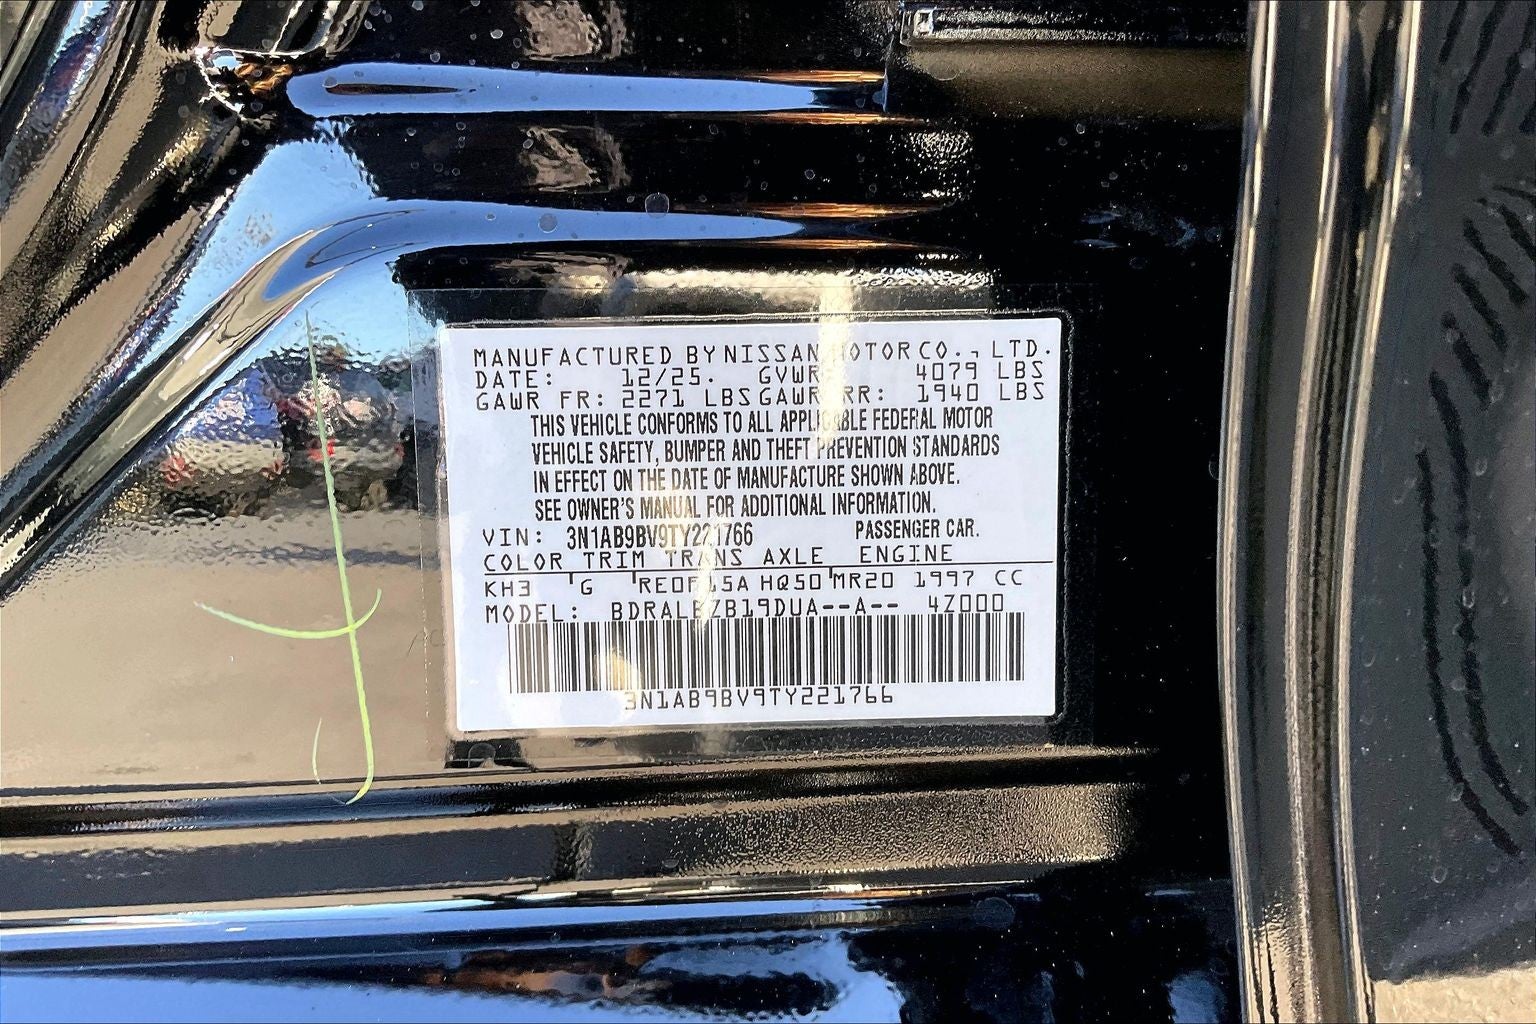 MANUFACTURED BY NISSAN MOTOR CO., LTD.
DATE: 12/25. GVWR: 4079 LBS
GAWR FR: 2271 LBS GAWR RR: 1940 LBS
THIS VEHICLE CONFORMS TO ALL APPLICABLE FEDERAL MOTOR
VEHICLE SAFETY, BUMPER AND THEFT PREVENTION STANDARDS
IN EFFECT ON THE DATE OF MANUFACTURE SHOWN ABOVE.
SEE OWNER'S MANUAL FOR ADDITIONAL INFORMATION.
VIN: 3N1AB9BV9TY221766 PASSENGER CAR.
COLOR TRIM TRANS AXLE ENGINE
KH3 G HQ50 MR20 1997 CC
MODEL: 4Z000
3N1AB9BV9TY221766